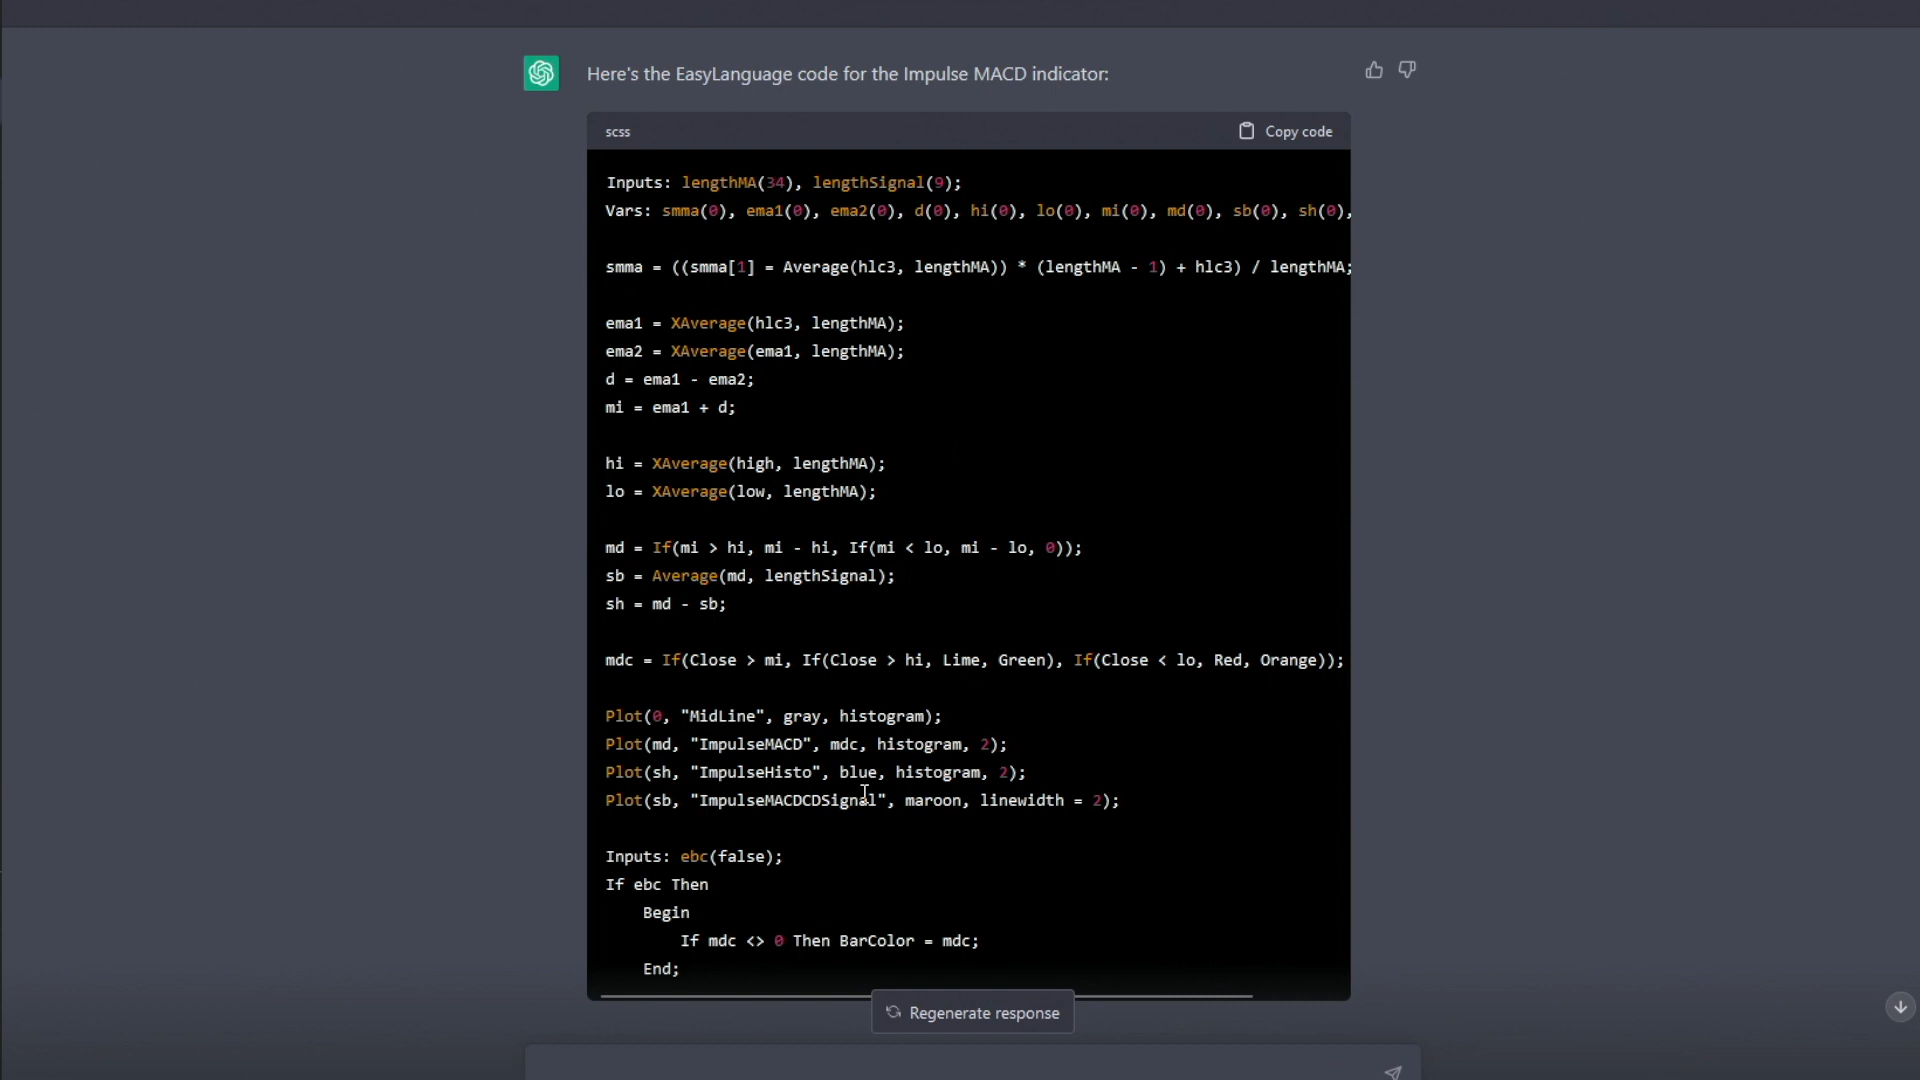 Here's the EasyLanguage code for the Impulse MACD indicator:
scss
Copy code
Inputs: lengthMA(34), lengthSignal(9);
Vars: smma(0), ema1(0), ema2(0), d(0), hi(0), lo(0), mi(0), md(0), sb(0), sh(0),
smma = ((smma[1] = Average(hlc3, lengthMA)) * (lengthMA - 1) + hlc3) / lengthMA;
ema1 = XAverage(hlc3, lengthMA);
ema2 = XAverage(ema1, lengthMA);
d = ema1 - ema2;
mi = ema1 + d;
hi = XAverage(high, lengthMA);
lo = XAverage(low, lengthMA);
md = If(mi > hi, mi - hi, If(mi < lo, mi - lo, 0));
sb = Average(md, lengthSignal);
sh = md - sb;
mdc = If(Close > mi, If(Close > hi, Lime, Green), If(Close < lo, Red, Orange));
Plot(0, "MidLine", gray, histogram);
Plot(md, "ImpulseMACD", mdc, histogram, 2);
Plot(sh, "ImpulseHisto", blue, histogram, 2);
Plot(sb, "ImpulseMACDCDSignal", maroon, linewidth = 2);
Inputs: ebc(false);
If ebc Then
Begin
If mdc <> 0 Then BarColor = mdc;
End;
Regenerate response